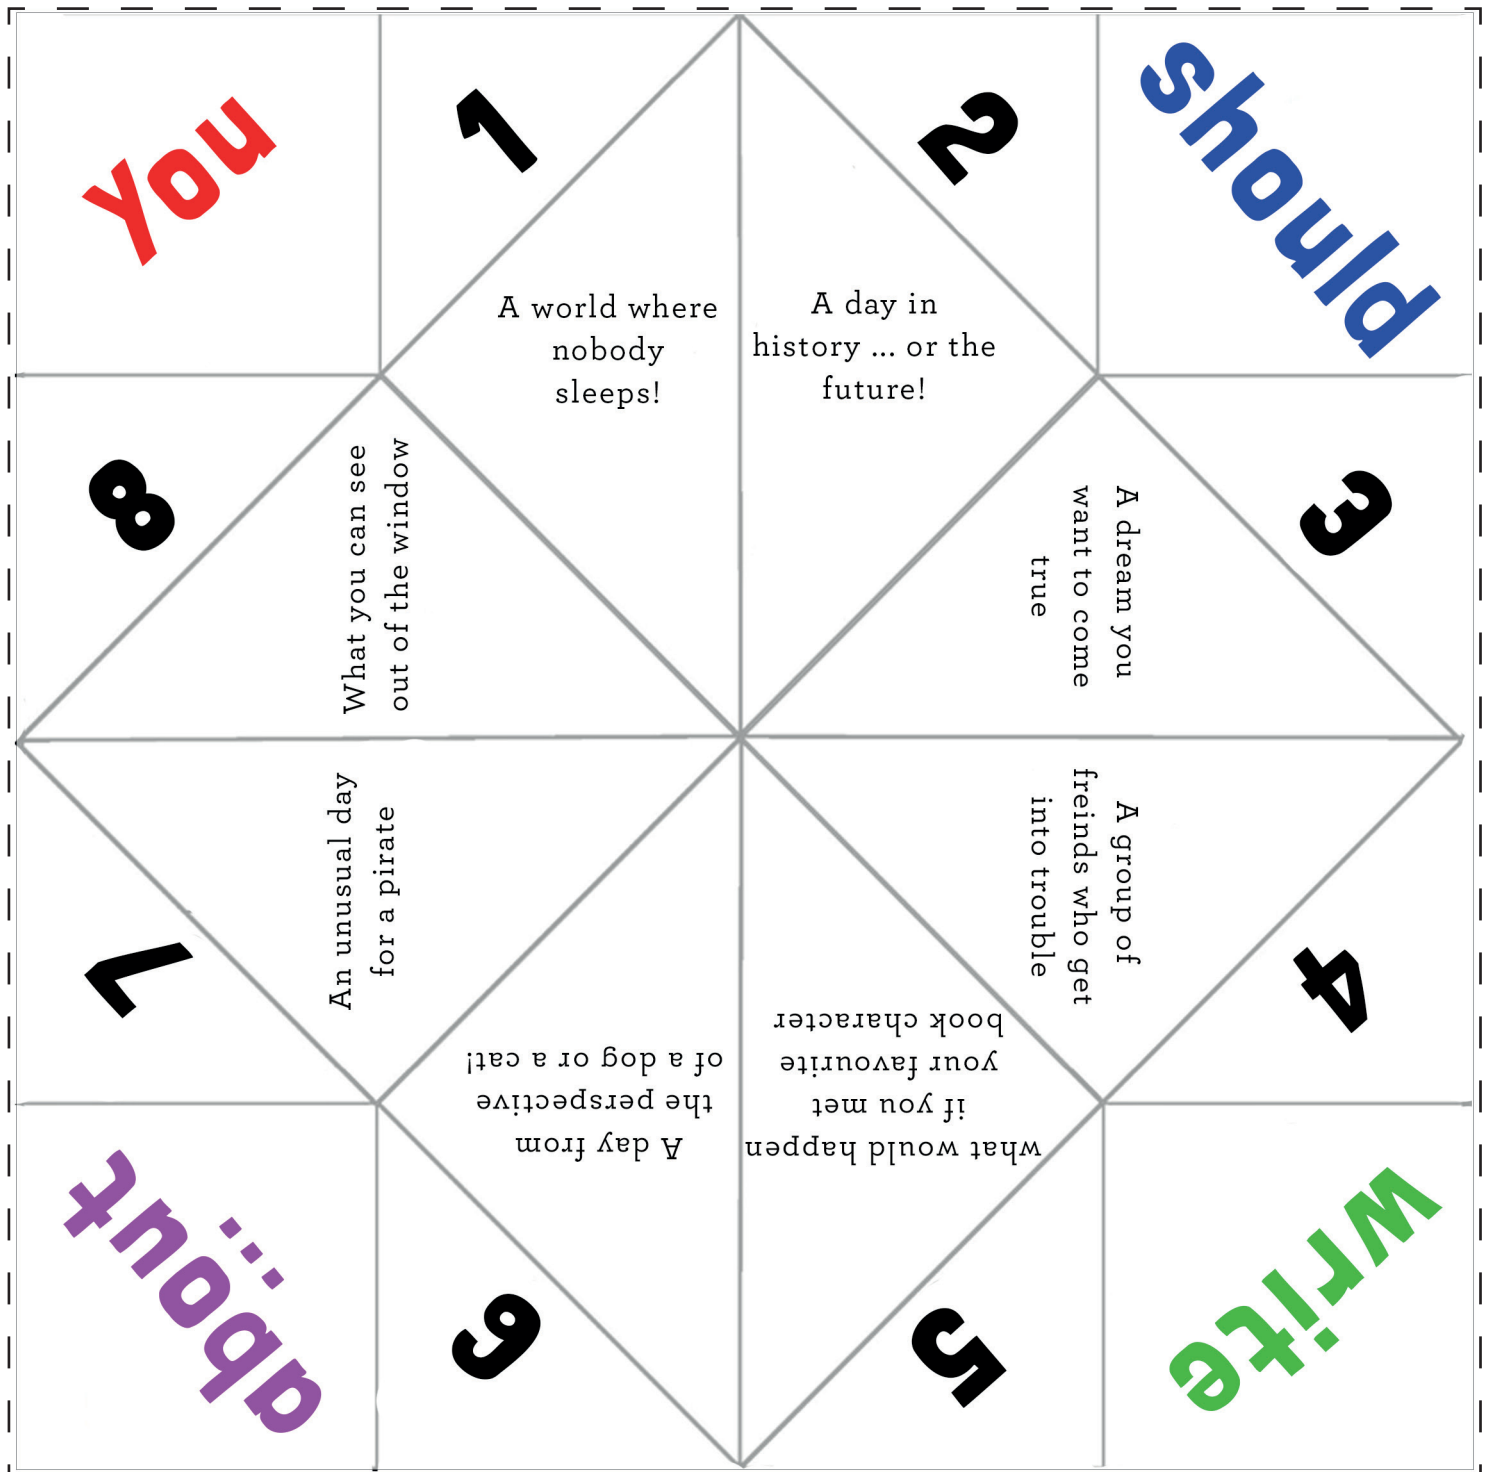 You
1
2
should
A world where
nobody
sleeps!
A day in
history ... or the
future!
8
What you can see
out of the window
A dream you
want to come
true
3
7
An unusual day
for a pirate
A group of
freinds who get
into trouble
4
A day from
the perspective
of a dog or a cat!
what would happen
if you met
your favourite
book character
about...
6
5
write